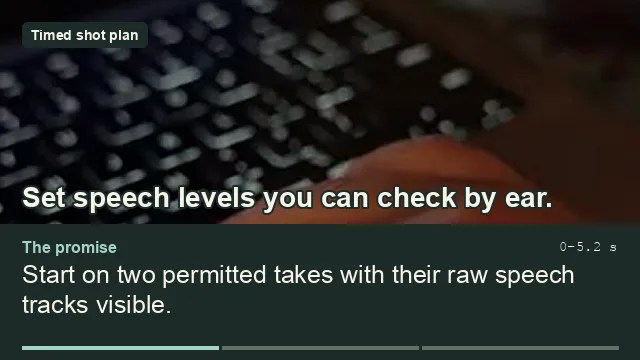 Timed shot plan
Set speech levels you can check by ear.
The promise
0–5.2 s
Start on two permitted takes with their raw speech
tracks visible.